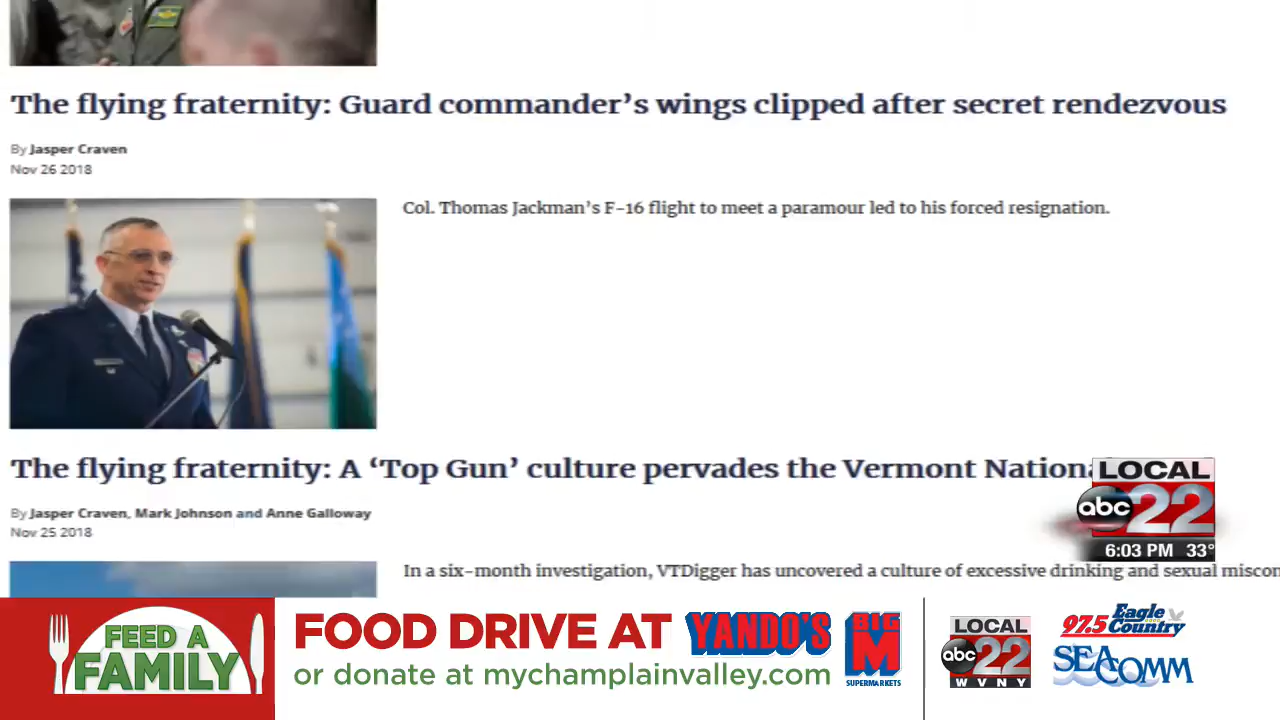 The flying fraternity: Guard commander's wings clipped after secret rendezvous
By Jasper Craven
Nov 26 2018
Col. Thomas Jackman's F-16 flight to meet a paramour led to his forced resignation.
The flying fraternity: A 'Top Gun' culture pervades the Vermont Nationa
By Jasper Craven, Mark Johnson and Anne Galloway
Nov 25 2018
LOCAL
abc 22
6:03 PM 33°
In a six-month investigation, VTDigger has uncovered a culture of excessive drinking and sexual miscon
FEED A
FAMILY
FOOD DRIVE AT YANDO'S
BIG
M
SUPERMARKETS
or donate at mychamplainvalley.com
LOCAL
abc 22
WVNY
97.5 Eagle
Country
SEACOMM